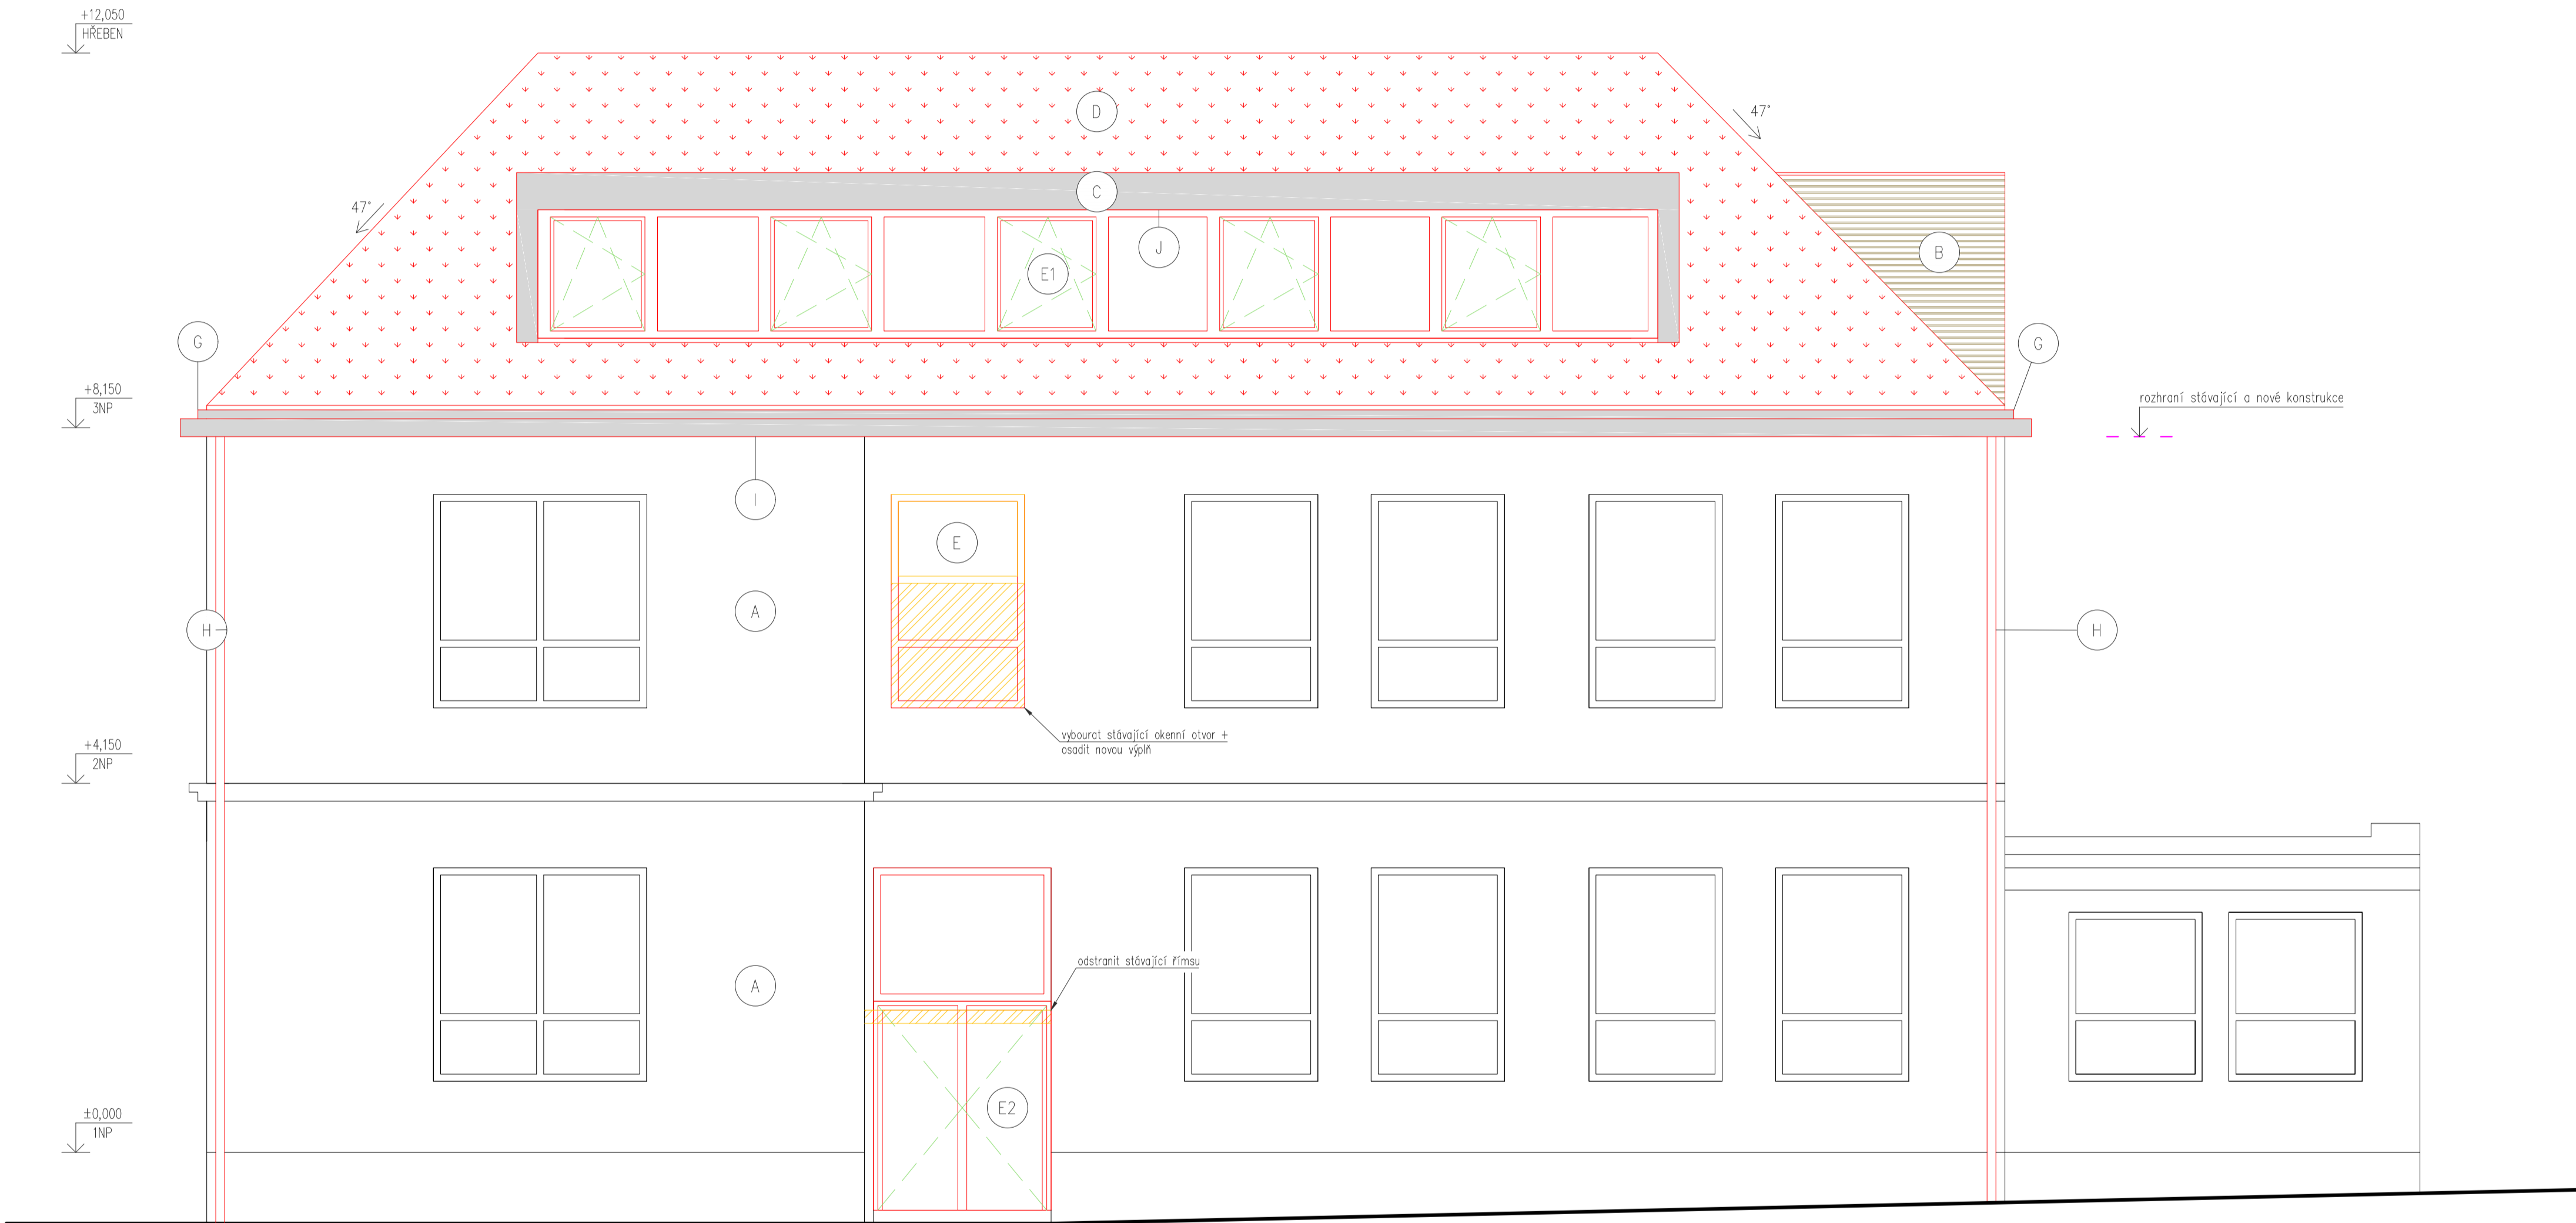 +12,050
HŘEBEN
47°
D
C
47°
J
B
E1
G
G
+8,150
3NP
rozhraní stávající a nové konstrukce
I
E
A
H
H
vybourat stávající okenní otvor +
osadit novou výplň
+4,150
2NP
odstranit stávající římsu
A
E2
±0,000
1NP